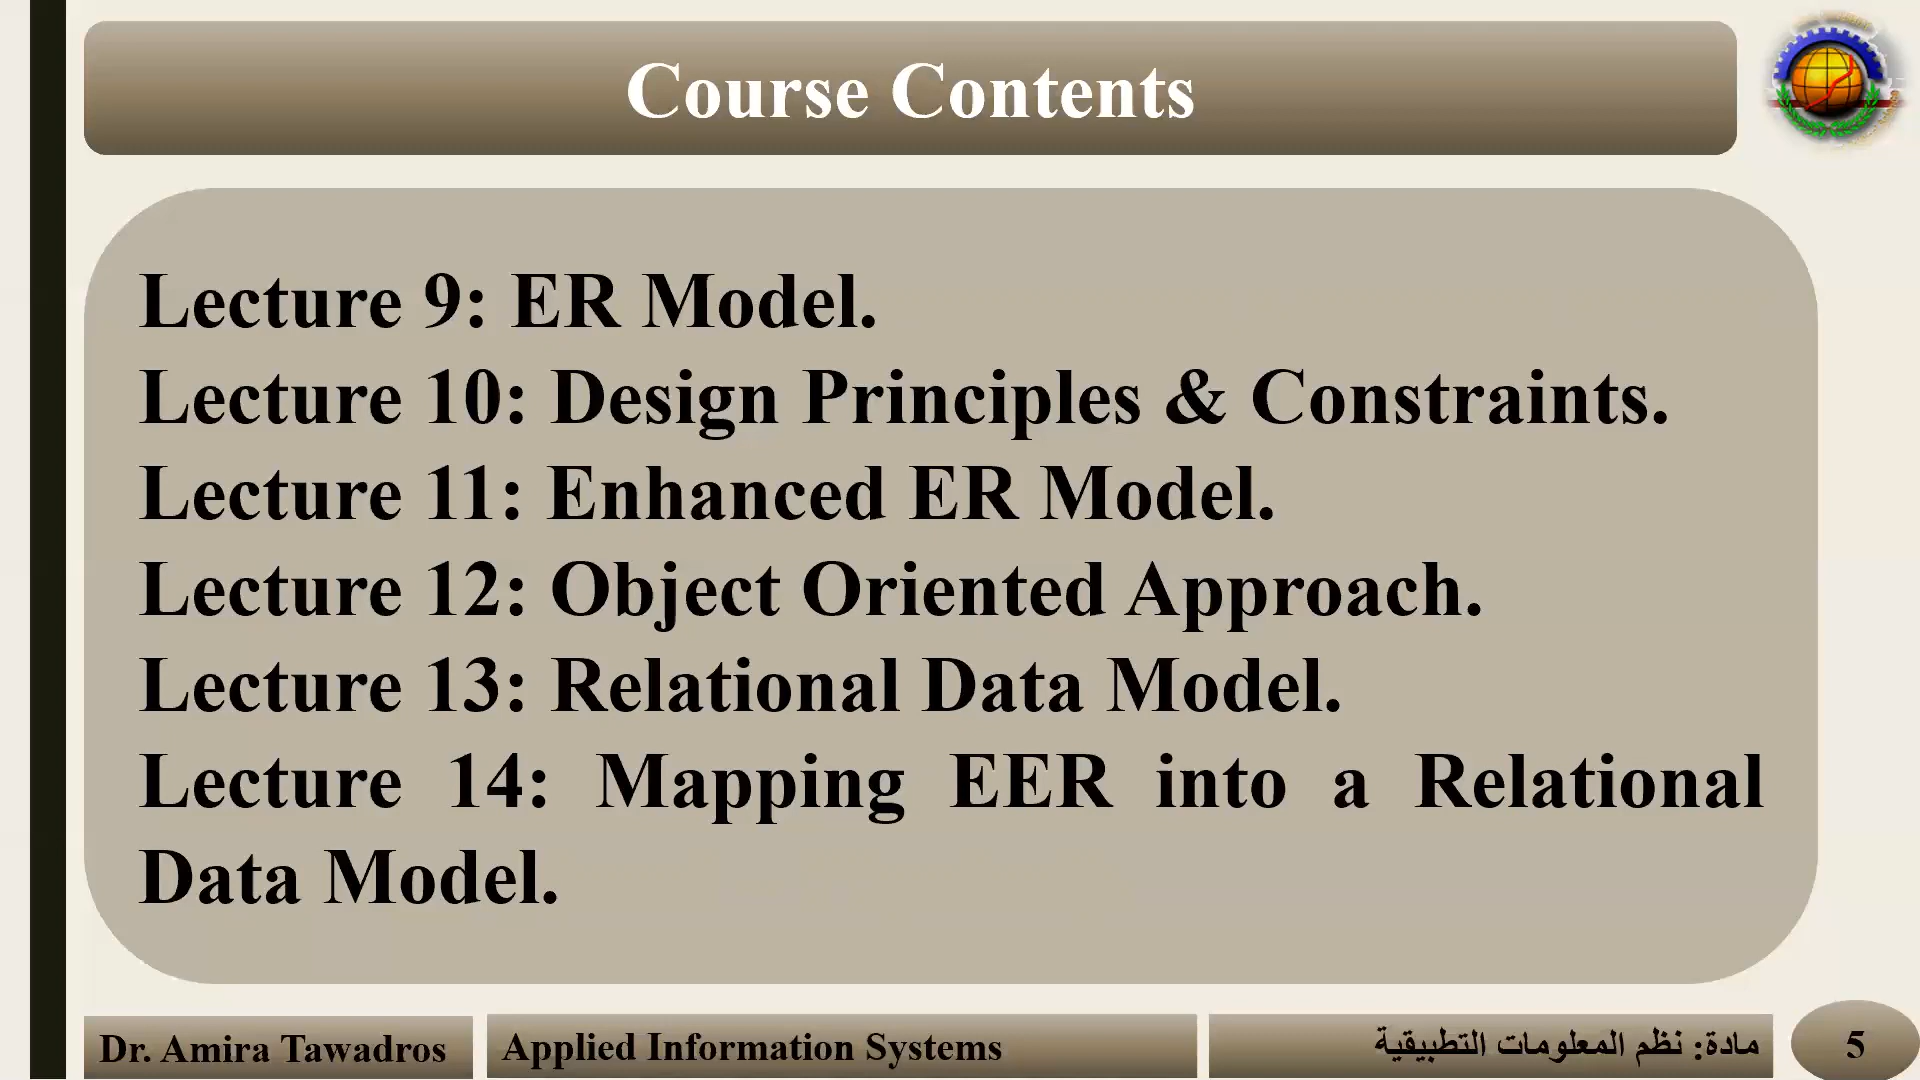 Course Contents
Lecture 9: ER Model.
Lecture 10: Design Principles & Constraints.
Lecture 11: Enhanced ER Model.
Lecture 12: Object Oriented Approach.
Lecture 13: Relational Data Model.
Lecture 14: Mapping EER into a Relational
Data Model.
Dr. Amira Tawadros
Applied Information Systems
مادة: نظم المعلومات التطبيقية
5